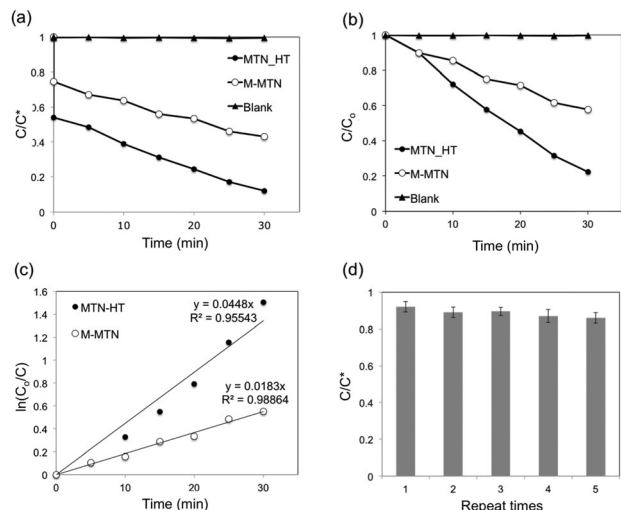 (a)
C/C*
1
0.8
0.6
0.4
0.2
0
0 10 20 30
Time (min)
MTN_HT
M-MTN
Blank
(b)
C/Co
1
0.8
0.6
0.4
0.2
0
0 10 20 30
Time (min)
MTN_HT
M-MTN
Blank
(c)
ln(Co/C)
1.6
1.4
1.2
1
0.8
0.6
0.4
0.2
0
0 10 20 30
Time (min)
MTN-HT
M-MTN
y = 0.0448x
R² = 0.95543
y = 0.0183x
R² = 0.98864
(d)
C/C*
1
0.8
0.6
0.4
0.2
0
1 2 3 4 5
Repeat times